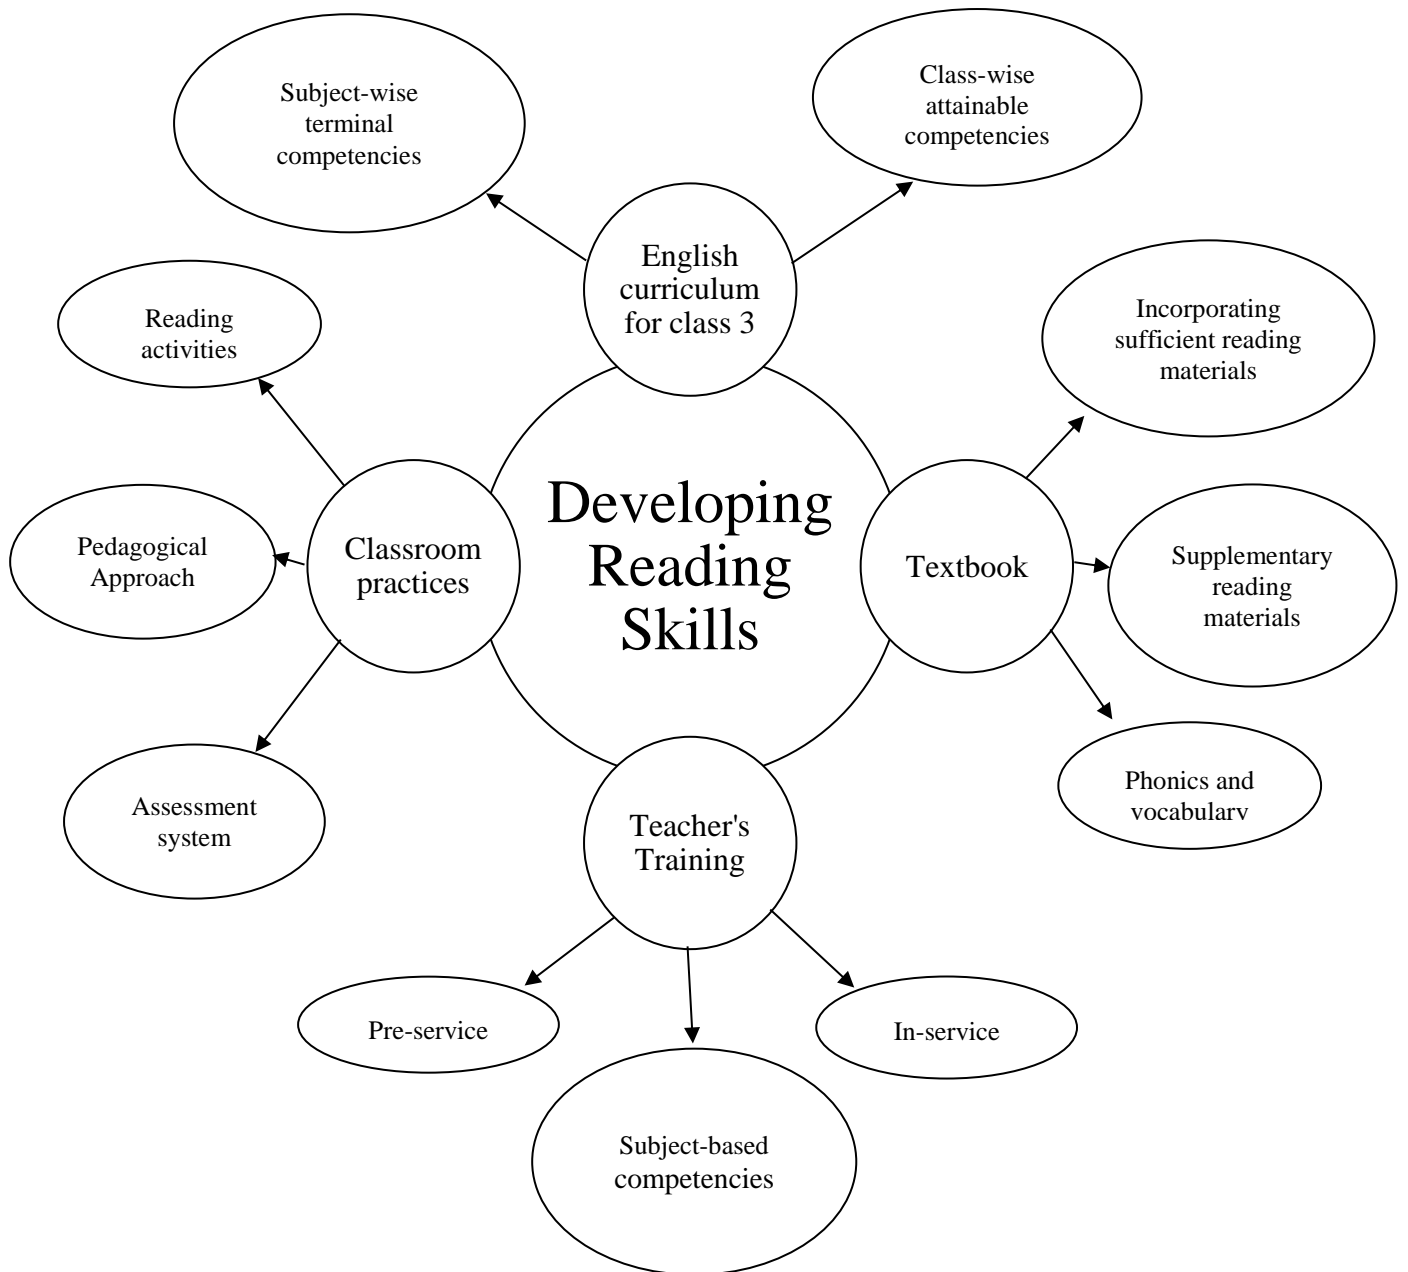 Subject-wise
terminal
competencies
Class-wise
attainable
competencies
English
curriculum
for class 3
Reading
activities
Incorporating
sufficient reading
materials
Pedagogical
Approach
Classroom
practices
Developing
Reading
Skills
Textbook
Supplementary
reading
materials
Assessment
system
Phonics and
vocabulary
Teacher's
Training
Pre-service
In-service
Subject-based
competencies